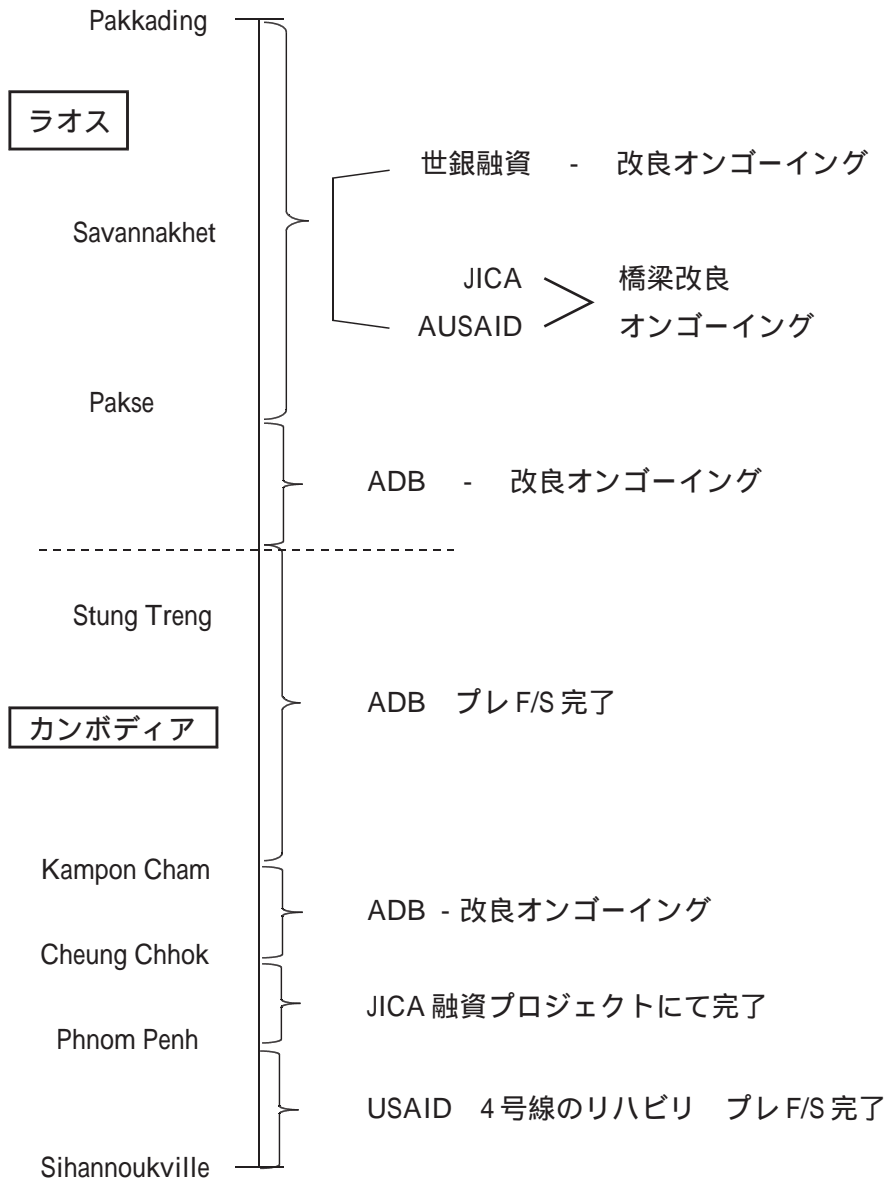 Pakkading
ラオス
世銀融資 - 改良オンゴーイング
Savannakhet
JICA 橋梁改良
AUSAID オンゴーイング
Pakse
ADB - 改良オンゴーイング
Stung Treng
ADB プレ F/S 完了
カンボディア
Kampon Cham
ADB - 改良オンゴーイング
Cheung Chhok
JICA 融資プロジェクトにて完了
Phnom Penh
USAID 4号線のリハビリ プレ F/S 完了
Sihannoukville